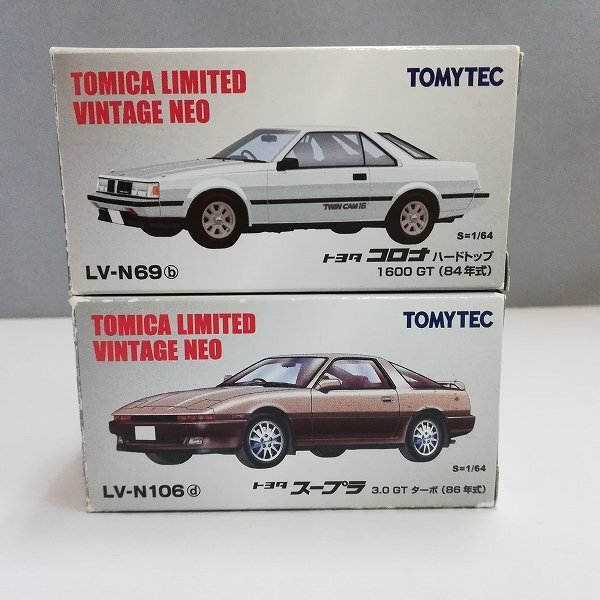 TOMICA LIMITED
VINTAGE NEO
TOMYTEC
TWIN CAM 16
S=1/64
LV-N69ⓑ
トヨタ コロナ ハードトップ
1600 GT (84年式)
TOMICA LIMITED
VINTAGE NEO
TOMYTEC
S=1/64
LV-N106ⓓ
トヨタ スープラ 3.0 GT ターボ (86年式)